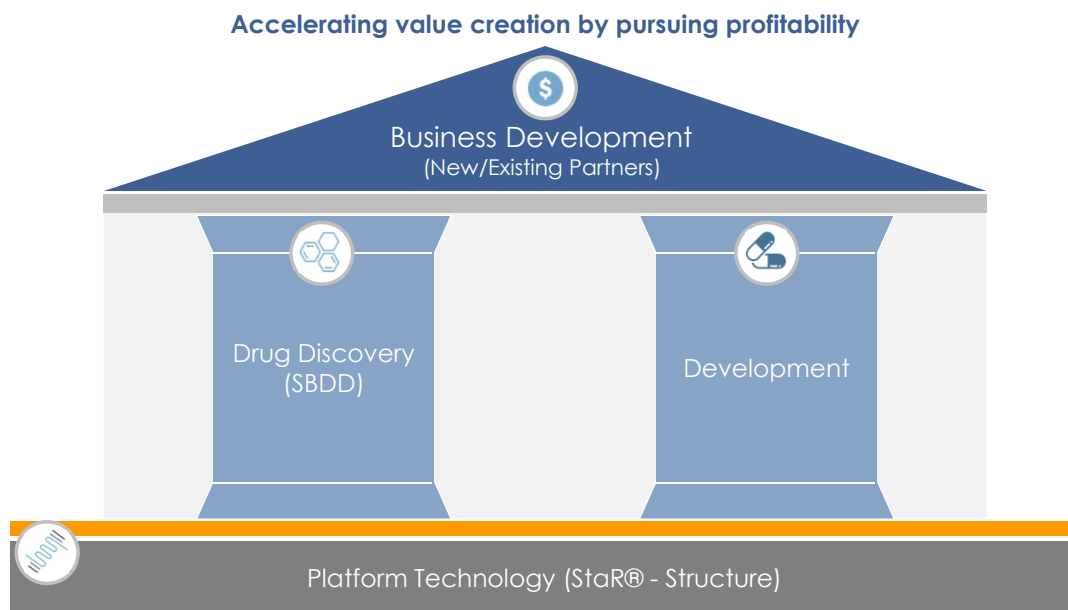 Accelerating value creation by pursuing profitability
$
Business Development
(New/Existing Partners)
Drug Discovery
(SBDD)
Development
Platform Technology (StaR® - Structure)